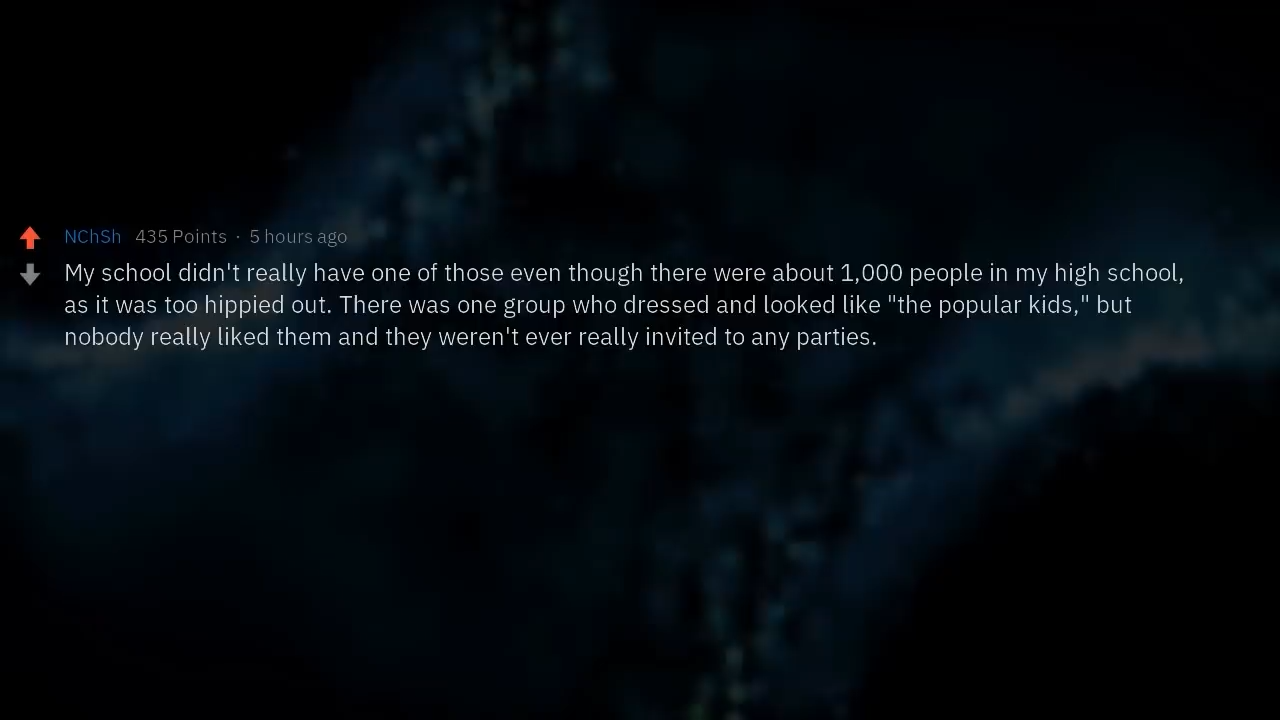 NChSh 435 Points · 5 hours ago
My school didn't really have one of those even though there were about 1,000 people in my high school,
as it was too hippied out. There was one group who dressed and looked like "the popular kids," but
nobody really liked them and they weren't ever really invited to any parties.